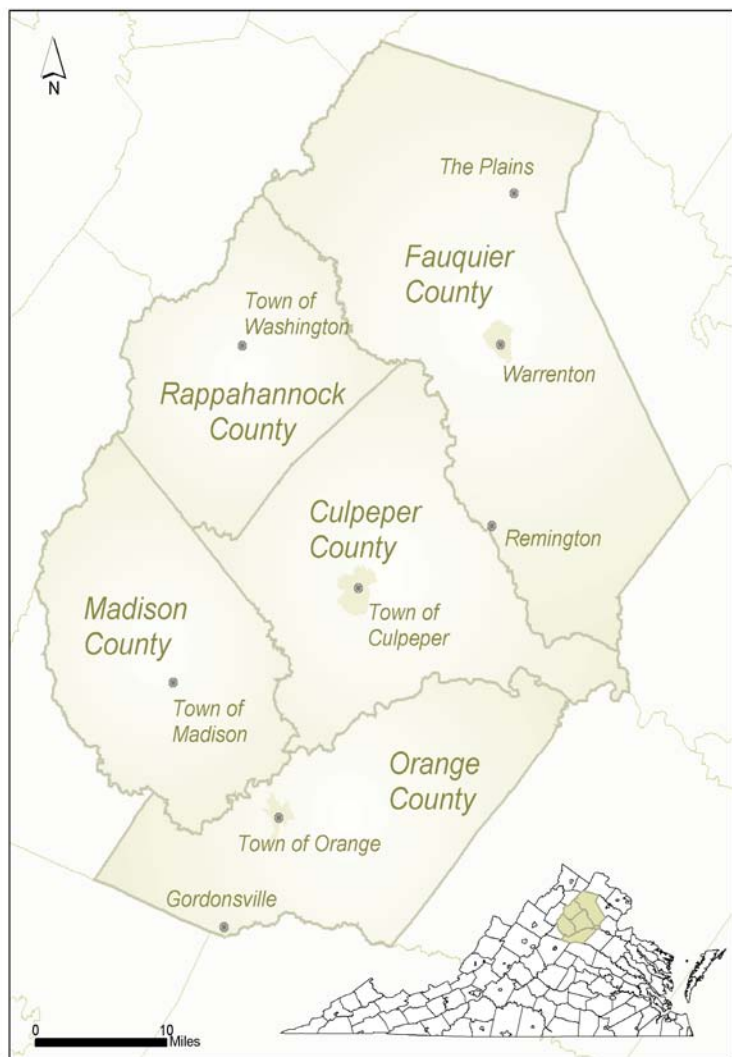 N
The Plains
Fauquier
County
Town of
Washington
Warrenton
Rappahannock
County
Culpeper
County
Remington
Madison
County
Town of
Culpeper
Town of
Madison
Orange
County
Town of Orange
Gordonsville
0 10
Miles